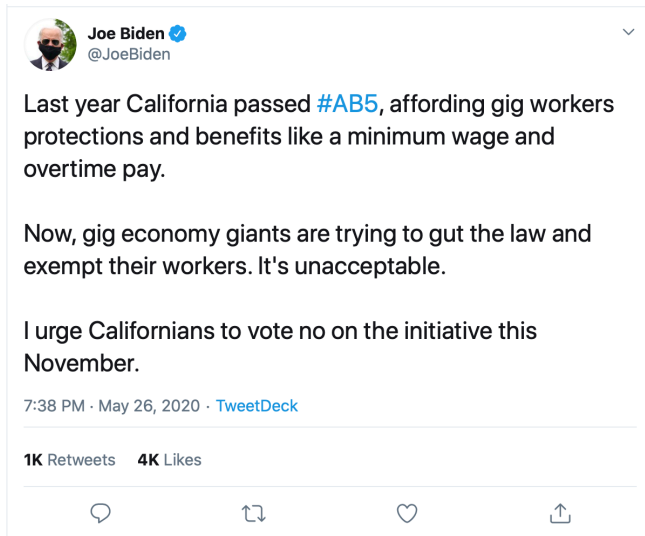 Joe Biden
@JoeBiden
Last year California passed #AB5, affording gig workers
protections and benefits like a minimum wage and
overtime pay.
Now, gig economy giants are trying to gut the law and
exempt their workers. It's unacceptable.
I urge Californians to vote no on the initiative this
November.
7:38 PM · May 26, 2020 · TweetDeck
1K Retweets 4K Likes